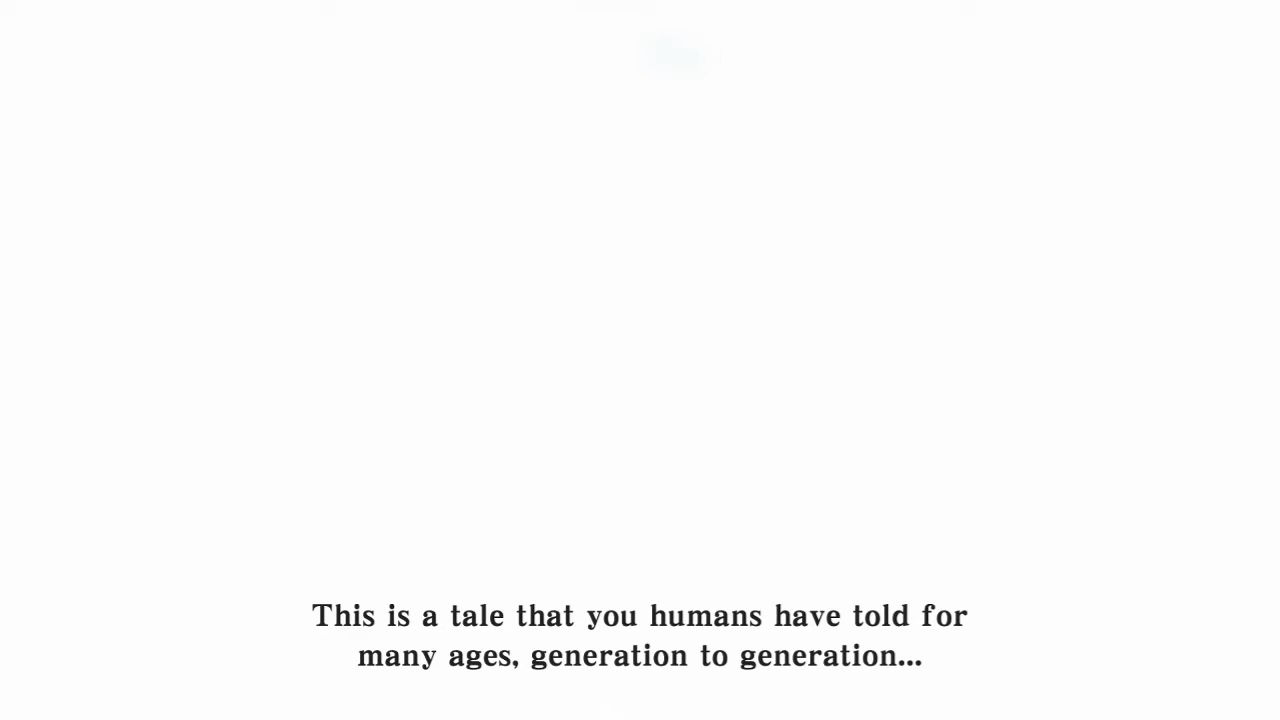 This is a tale that you humans have told for
many ages, generation to generation...